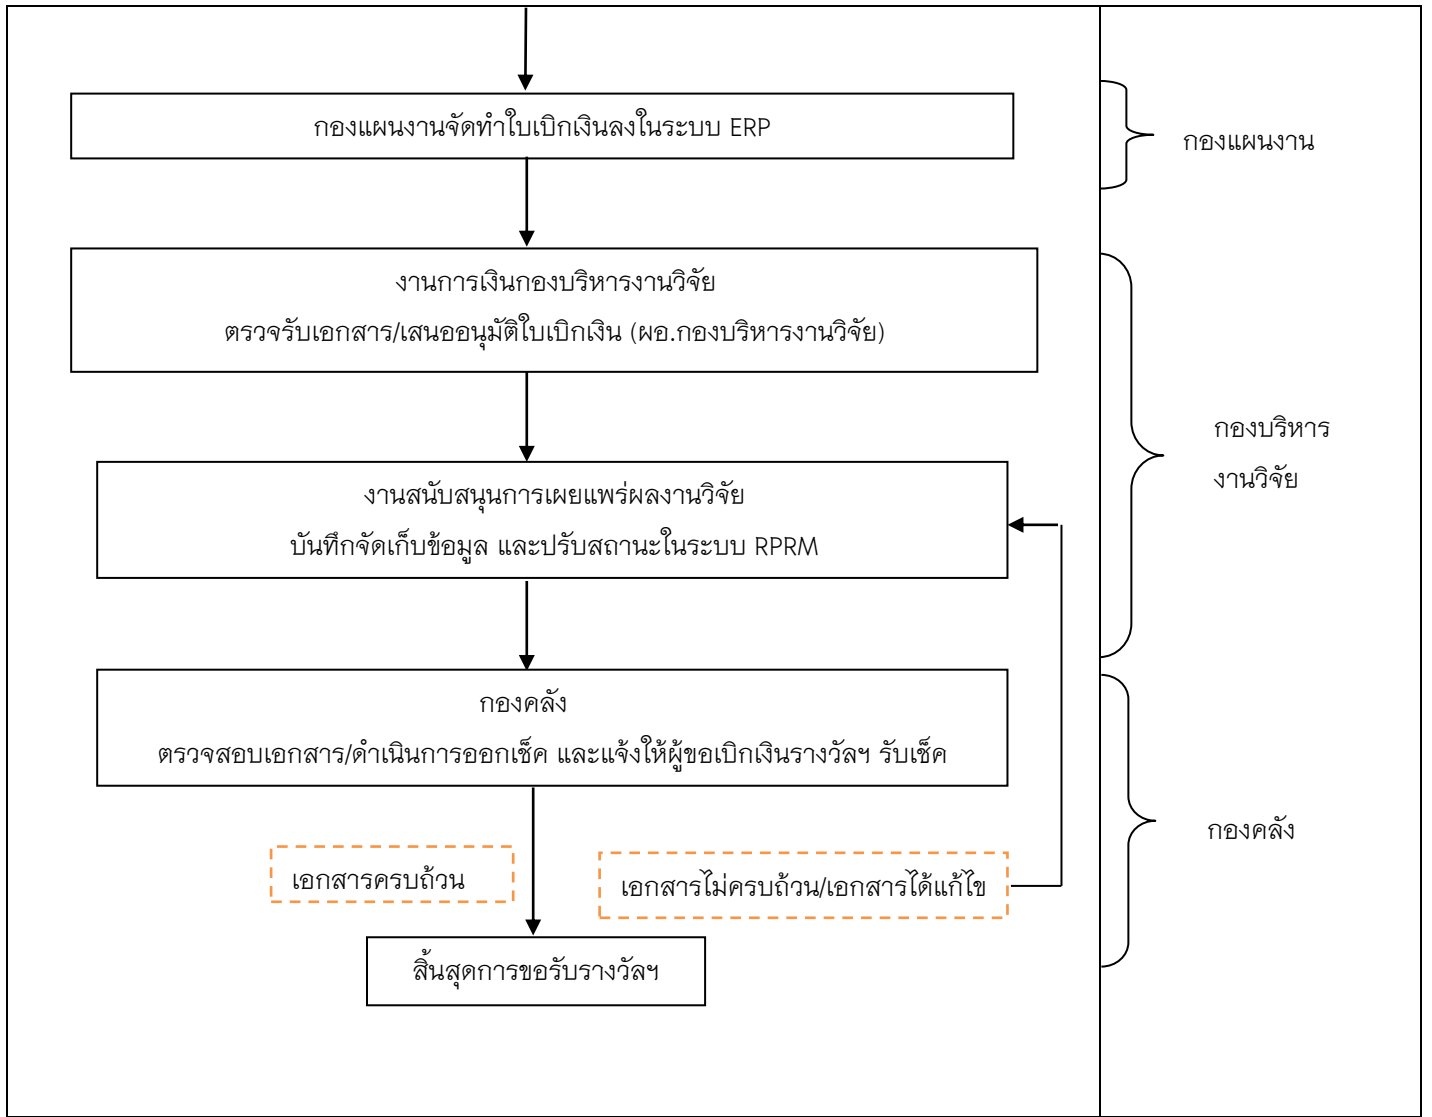 กองแผนงานจัดทำใบเบิกเงินลงในระบบ ERP
กองแผนงาน
งานการเงินกองบริหารงานวิจัย
ตรวจรับเอกสาร/เสนออนุมัติใบเบิกเงิน (ผอ.กองบริหารงานวิจัย)
กองบริหาร
งานวิจัย
งานสนับสนุนการเผยแพร่ผลงานวิจัย
บันทึกจัดเก็บข้อมูล และปรับสถานะในระบบ RPRM
กองคลัง
ตรวจสอบเอกสาร/ดำเนินการออกเช็ค และแจ้งให้ผู้ขอเบิกเงินรางวัลฯ รับเช็ค
กองคลัง
เอกสารครบถ้วน
เอกสารไม่ครบถ้วน/เอกสารได้แก้ไข
สิ้นสุดการขอรับรางวัลฯ